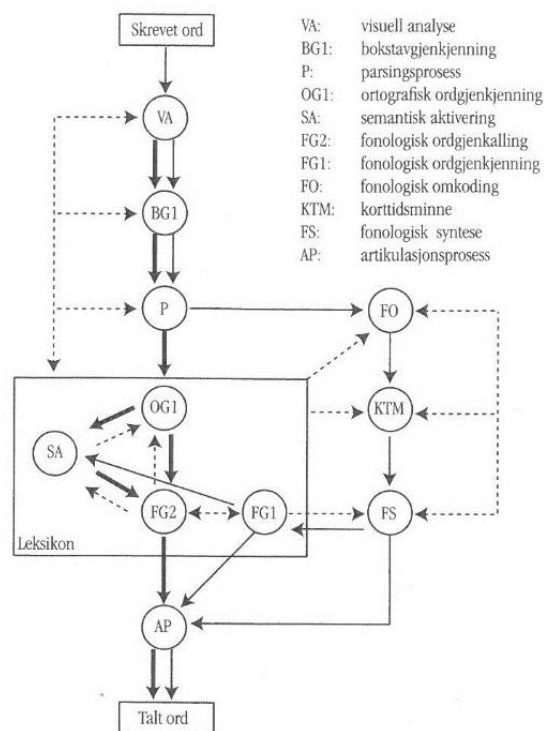 Skrevet ord
VA: visuell analyse
BG1: bokstavgjenkjenning
P: parsingsprosess
OG1: ortografisk ordgjenkjenning
SA: semantisk aktivering
FG2: fonologisk ordgjenkalling
FG1: fonologisk ordgjenkjenning
FO: fonologisk omkoding
KTM: korttidsminne
FS: fonologisk syntese
AP: artikulasjonsprosess
VA
BG1
P
FO
OG1
KTM
SA
FG2
FG1
FS
Leksikon
AP
Talt ord